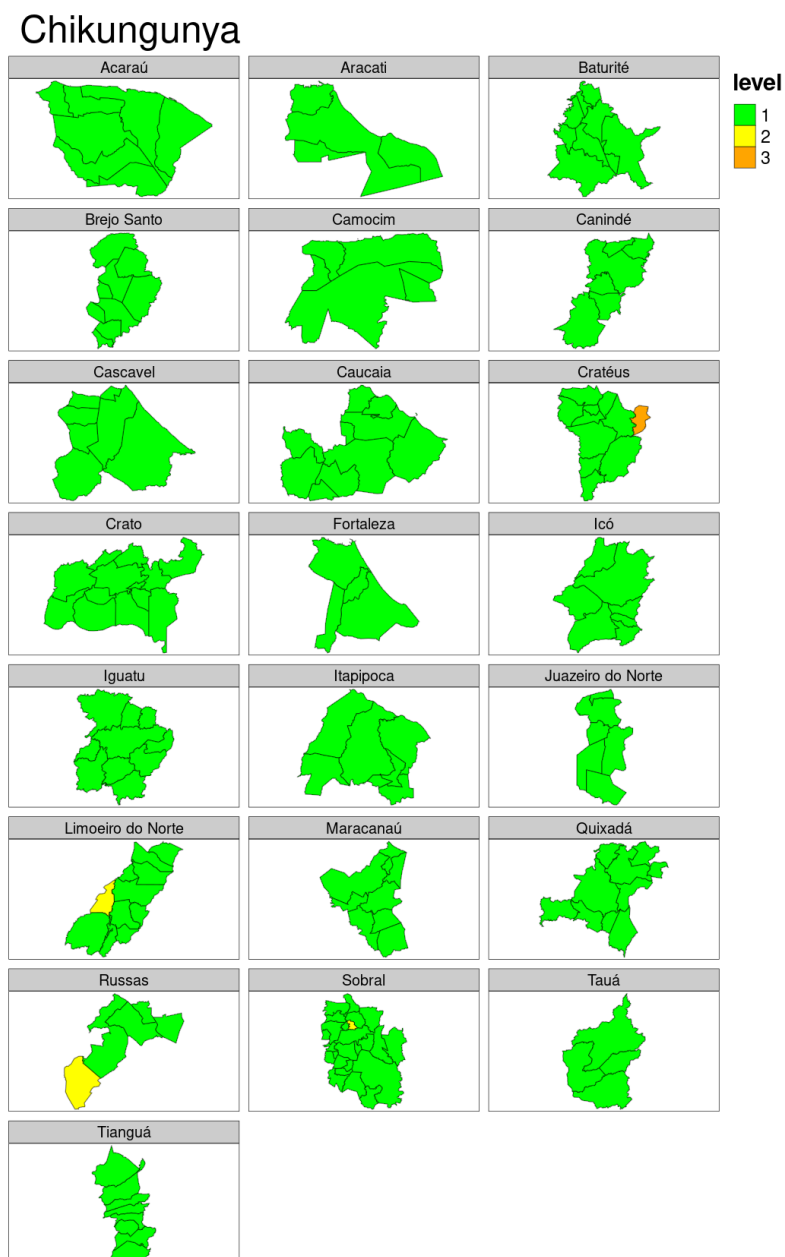 Chikungunya
Acaraú
Aracati
Baturité
level
1
2
3
Brejo Santo
Camocim
Canindé
Cascavel
Caucaia
Cratéus
Crato
Fortaleza
Icó
Iguatu
Itapipoca
Juazeiro do Norte
Limoeiro do Norte
Maracanaú
Quixadá
Russas
Sobral
Tauá
Tianguá